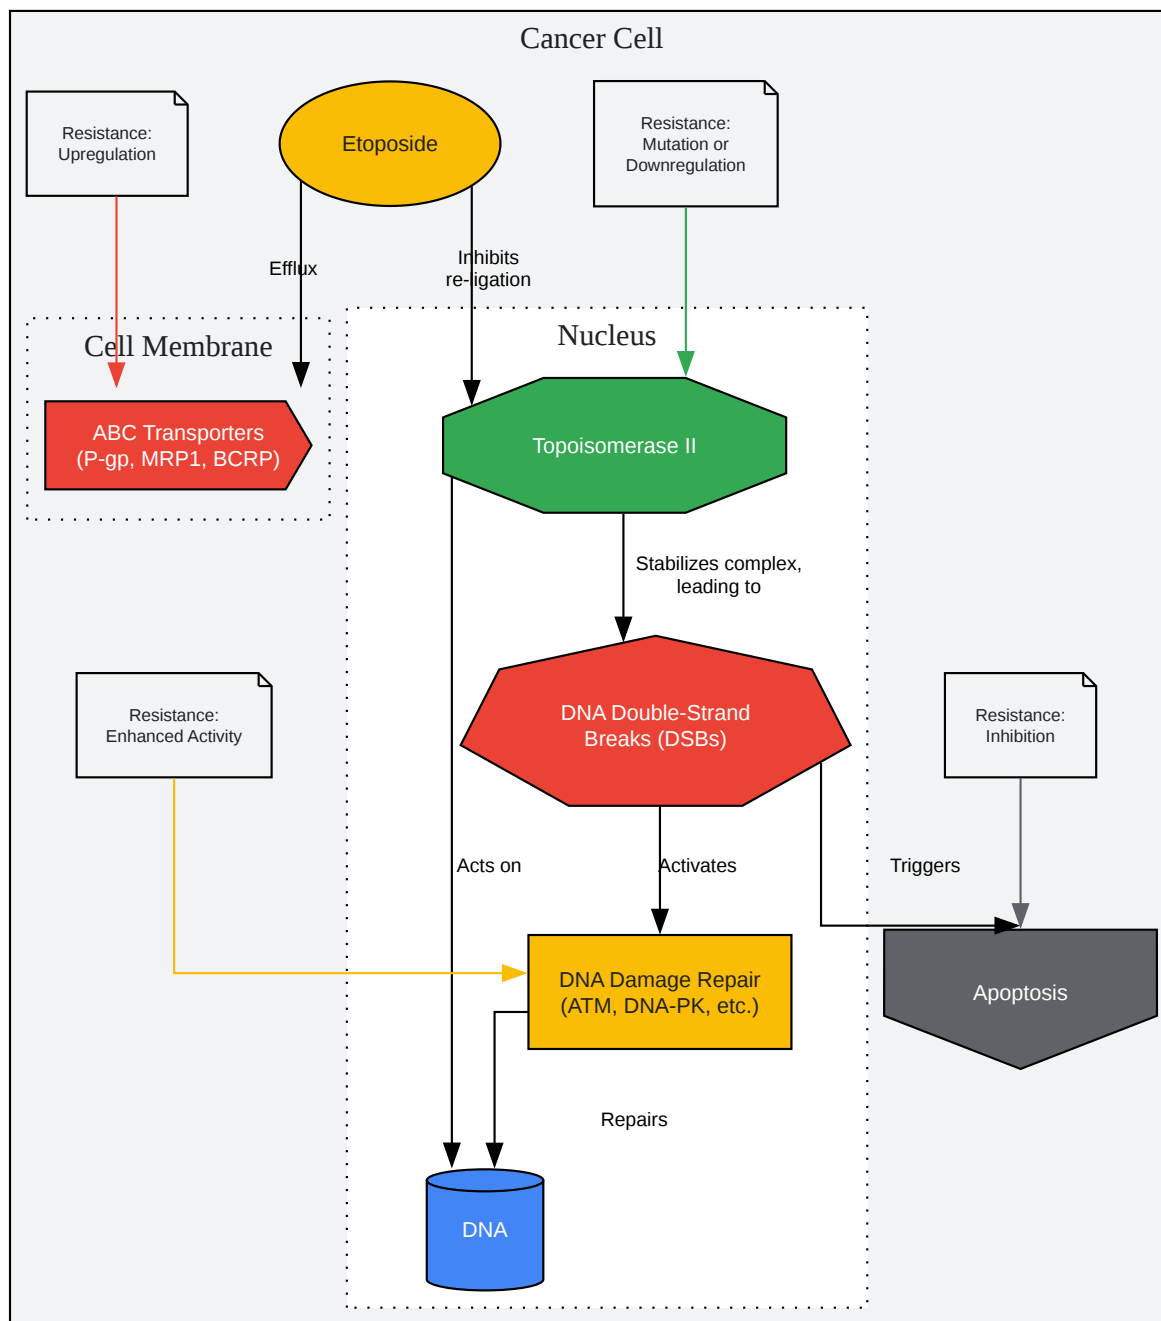 Cancer Cell
Resistance:
Upregulation
Etoposide
Resistance:
Mutation or
Downregulation
Efflux
Inhibits
re-ligation
Cell Membrane
Nucleus
ABC Transporters
(P-gp, MRP1, BCRP)
Topoisomerase II
Stabilizes complex,
leading to
Resistance:
Enhanced Activity
DNA Double-Strand
Breaks (DSBs)
Resistance:
Inhibition
Acts on
Activates
Triggers
DNA Damage Repair
(ATM, DNA-PK, etc.)
Apoptosis
Repairs
DNA